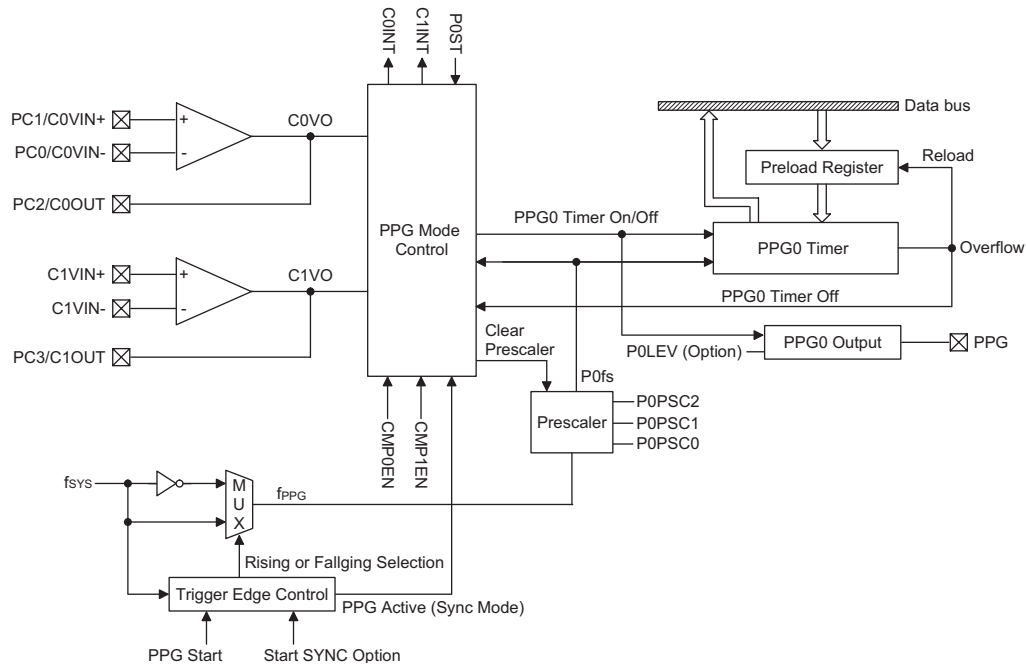 C0INT
C1INT
P0ST
PC1/C0VIN+
PC0/C0VIN-
+
-
C0VO
PC2/C0OUT
C1VIN+
C1VIN-
+
-
C1VO
PC3/C1OUT
PPG Mode
Control
Data bus
Preload Register
Reload
PPG0 Timer On/Off
PPG0 Timer
Overflow
PPG0 Timer Off
Clear
Prescaler
P0LEV (Option)
PPG0 Output
PPG
P0fs
Prescaler
P0PSC2
P0PSC1
P0PSC0
CMP0EN
CMP1EN
fSYS
M
U
X
fPPG
Rising or Fallging Selection
Trigger Edge Control
PPG Active (Sync Mode)
PPG Start
Start SYNC Option